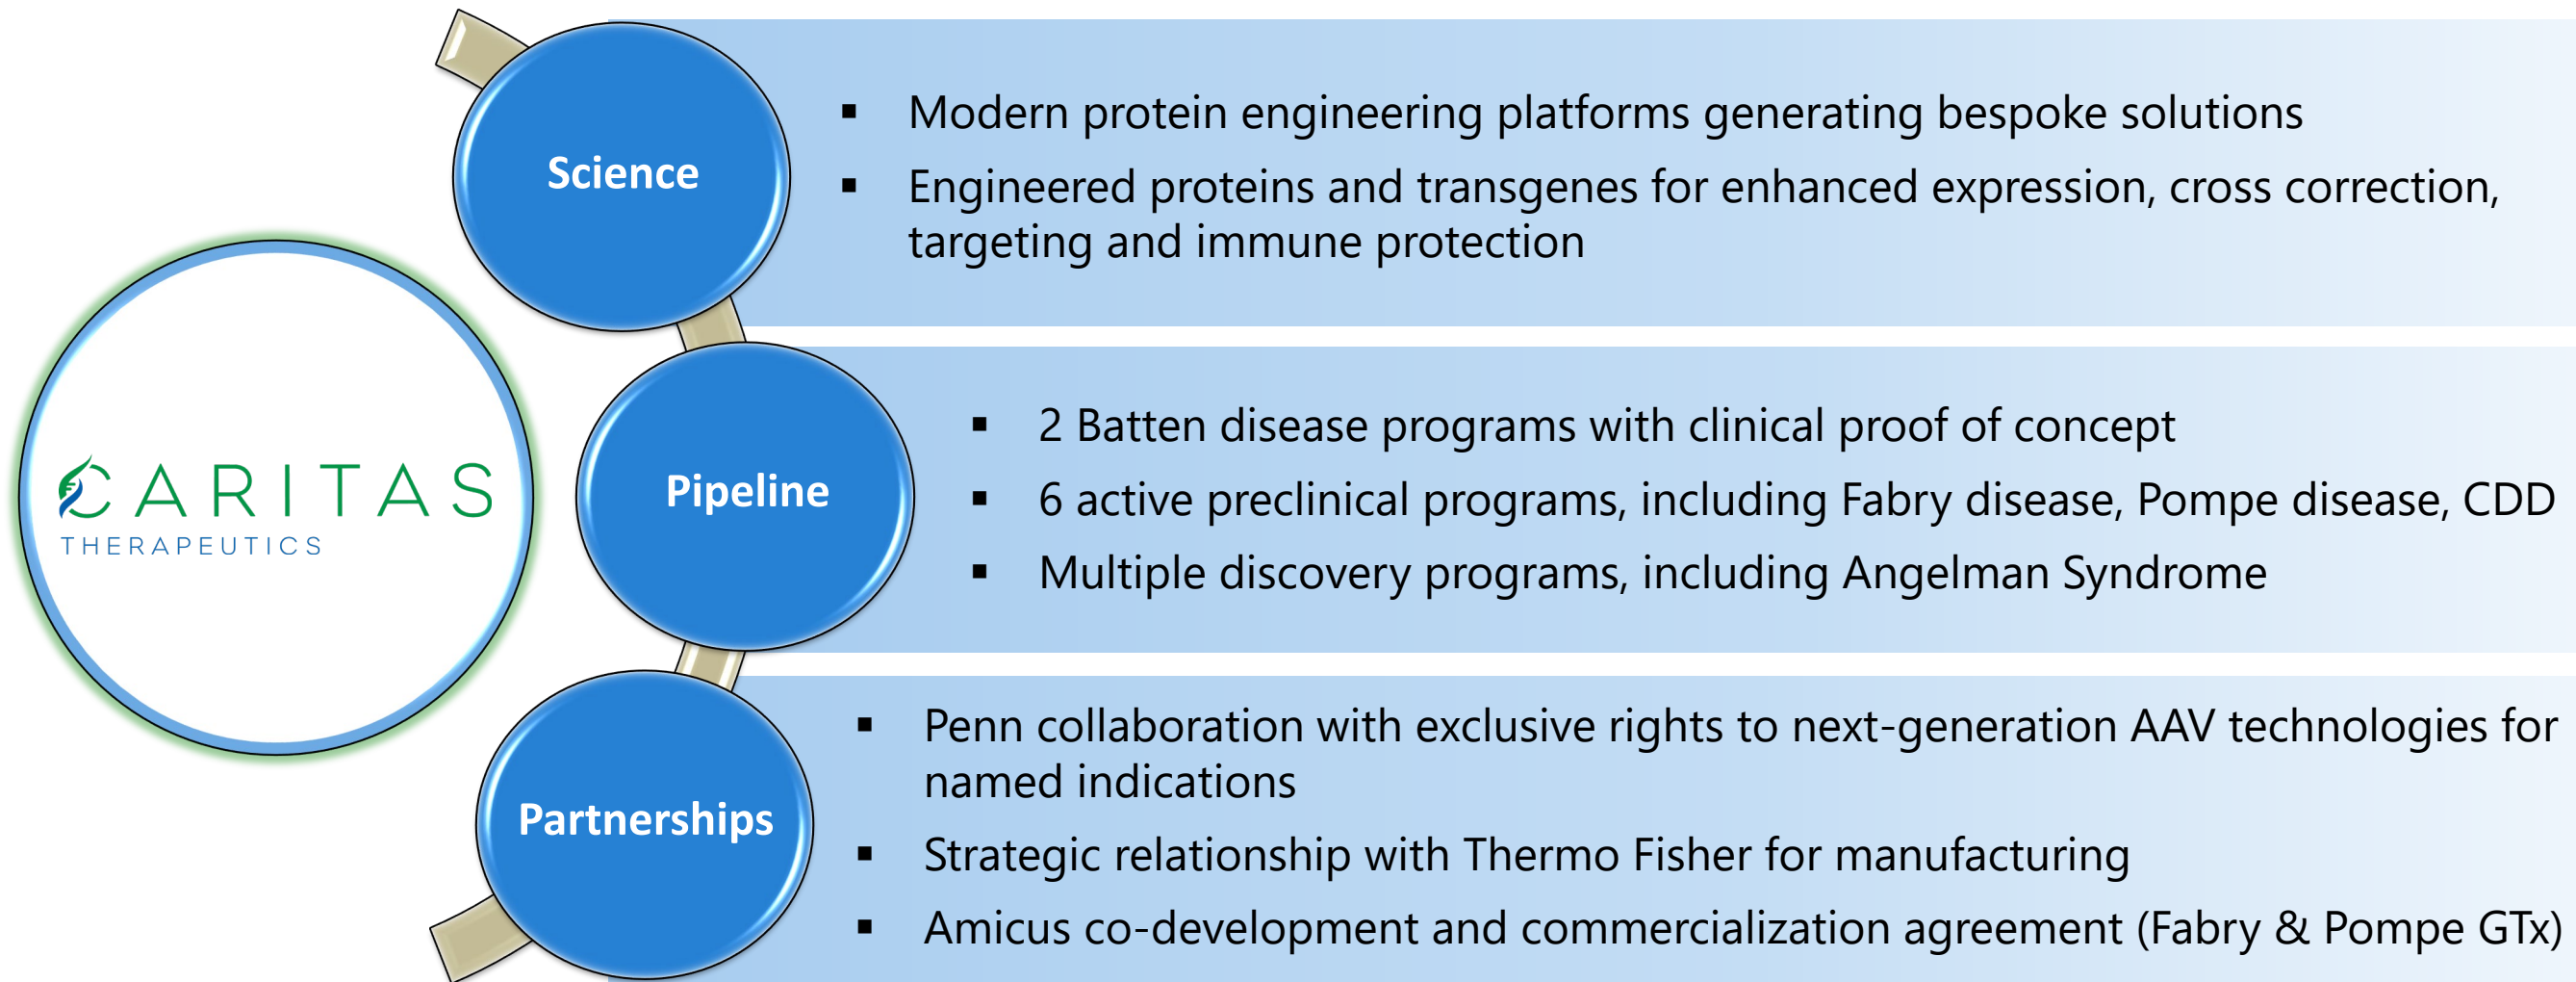 CARITAS
THERAPEUTICS
Science
▪ Modern protein engineering platforms generating bespoke solutions
▪ Engineered proteins and transgenes for enhanced expression, cross correction,
targeting and immune protection
Pipeline
▪ 2 Batten disease programs with clinical proof of concept
▪ 6 active preclinical programs, including Fabry disease, Pompe disease, CDD
▪ Multiple discovery programs, including Angelman Syndrome
Partnerships
▪ Penn collaboration with exclusive rights to next-generation AAV technologies for
named indications
▪ Strategic relationship with Thermo Fisher for manufacturing
▪ Amicus co-development and commercialization agreement (Fabry & Pompe GTx)